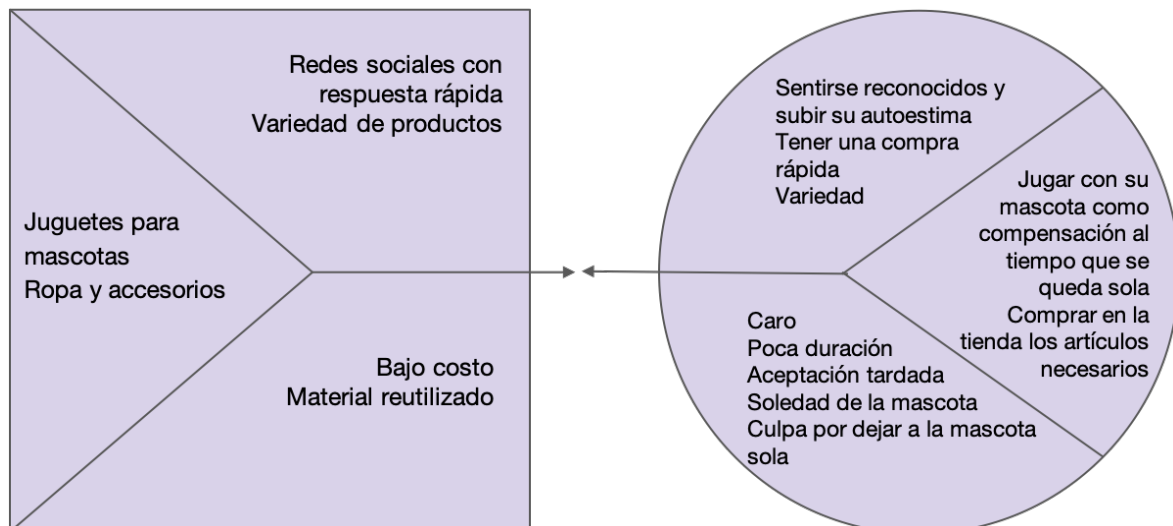 Redes sociales con
respuesta rápida
Variedad de productos
Juguetes para
mascotas
Ropa y accesorios
Bajo costo
Material reutilizado
Sentirse reconocidos y
subir su autoestima
Tener una compra
rápida
Variedad
Jugar con su
mascota como
compensación al
tiempo que se
queda sola
Comprar en la
tienda los artículos
necesarios
Caro
Poca duración
Aceptación tardada
Soledad de la mascota
Culpa por dejar a la mascota
sola